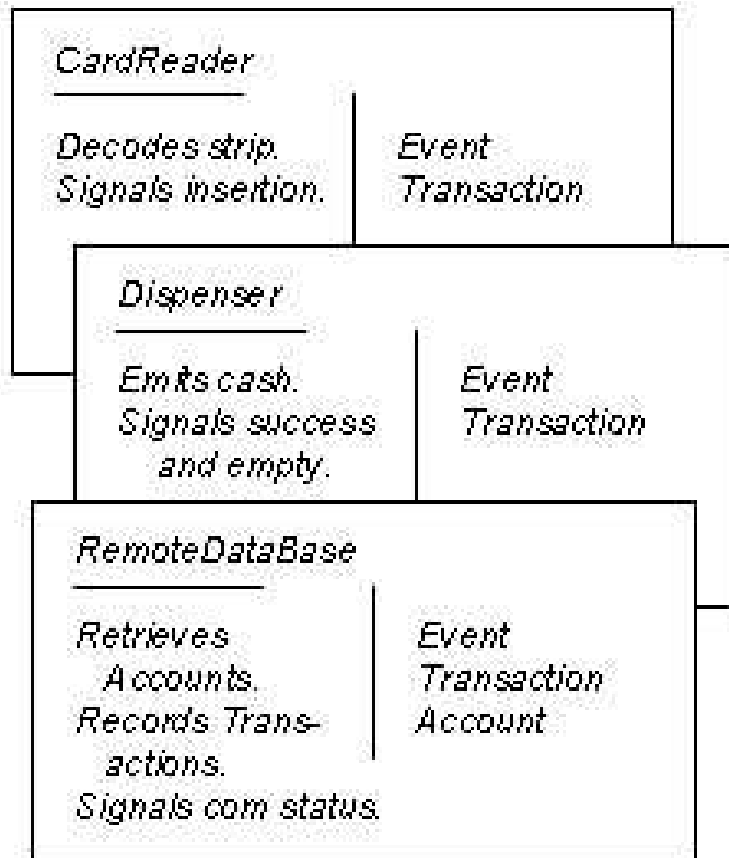 CardReader
Decodes strip.
Signals insertion.
Event
Transaction
Dispenser
Emits cash.
Signals success
and empty.
Event
Transaction
RemoteDataBase
Retrieves
Accounts.
Records Trans-
actions.
Signals com status.
Event
Transaction
Account